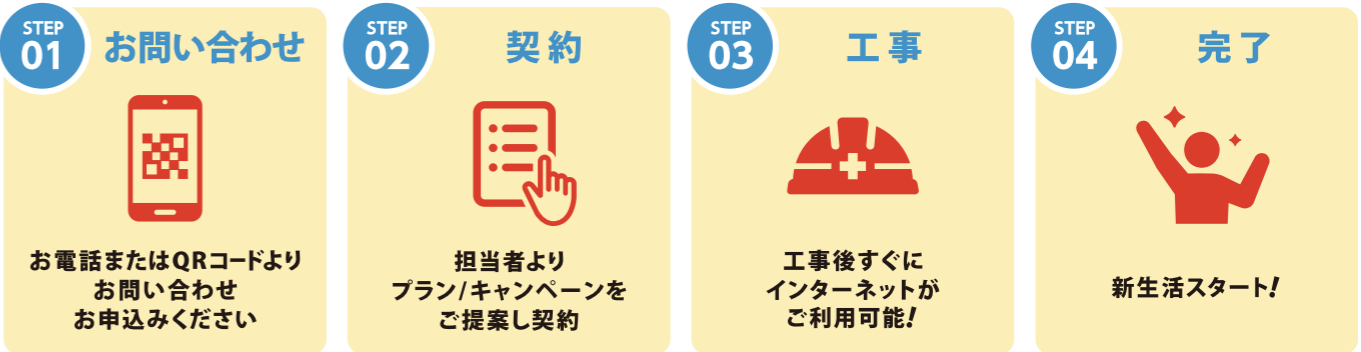 STEP
01
お問い合わせ
お電話またはQRコードより
お問い合わせ
お申込みください
STEP
02
契約
担当者より
プラン/キャンペーンを
ご提案し契約
STEP
03
工事
工事後すぐに
インターネットが
ご利用可能!
STEP
04
完了
新生活スタート!